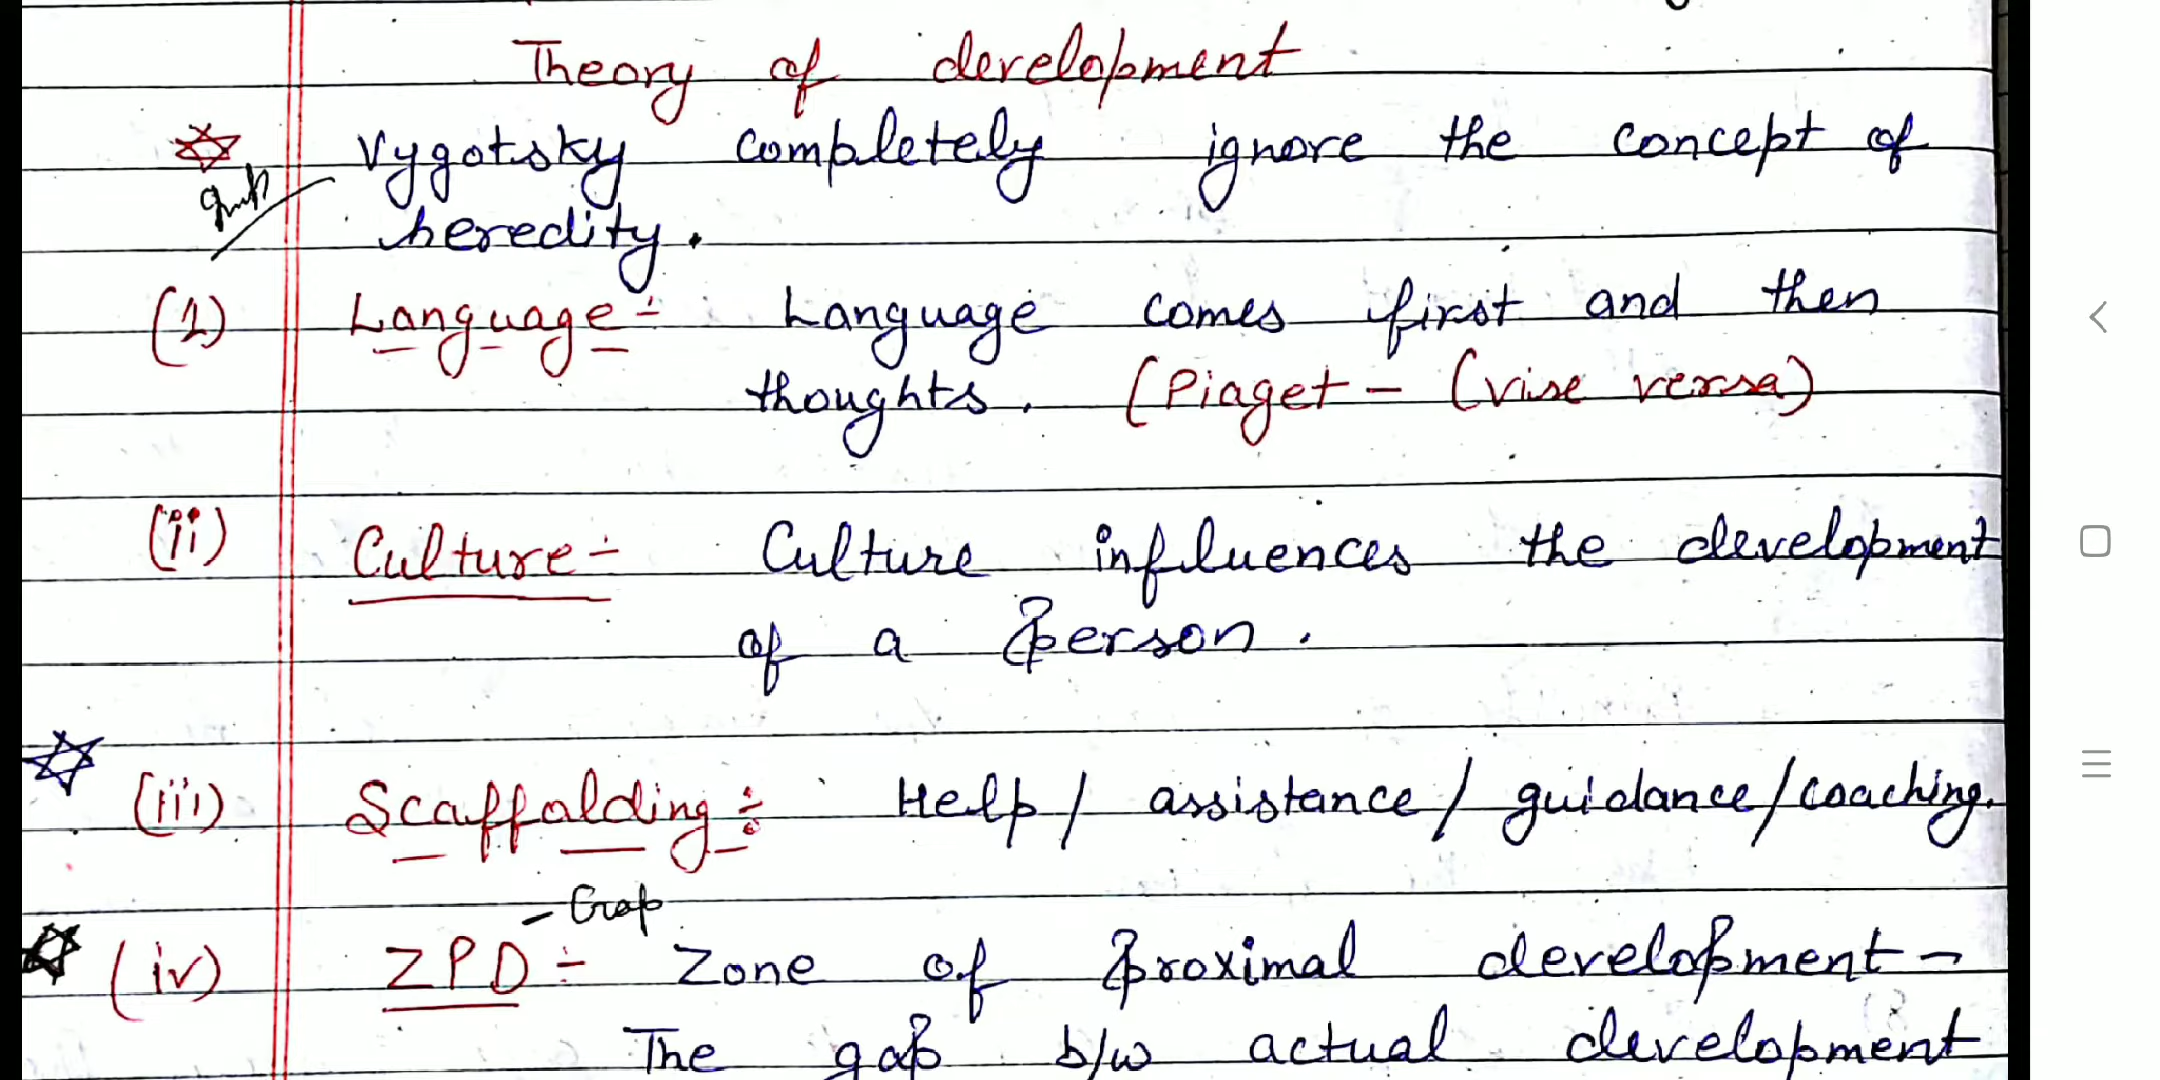 Theory of development
Vygotsky completely ignore the concept of
heredity.
(1) Language:- Language comes first and then
thoughts. (Piaget - (vise versa)
(ii) Culture:- Culture influences the development
of a person.
(iii) Scaffolding:- Help/ assistance/ guidance/coaching.
- Gap
(iv) ZPD:- Zone of Proximal development-
The gap b/w actual development